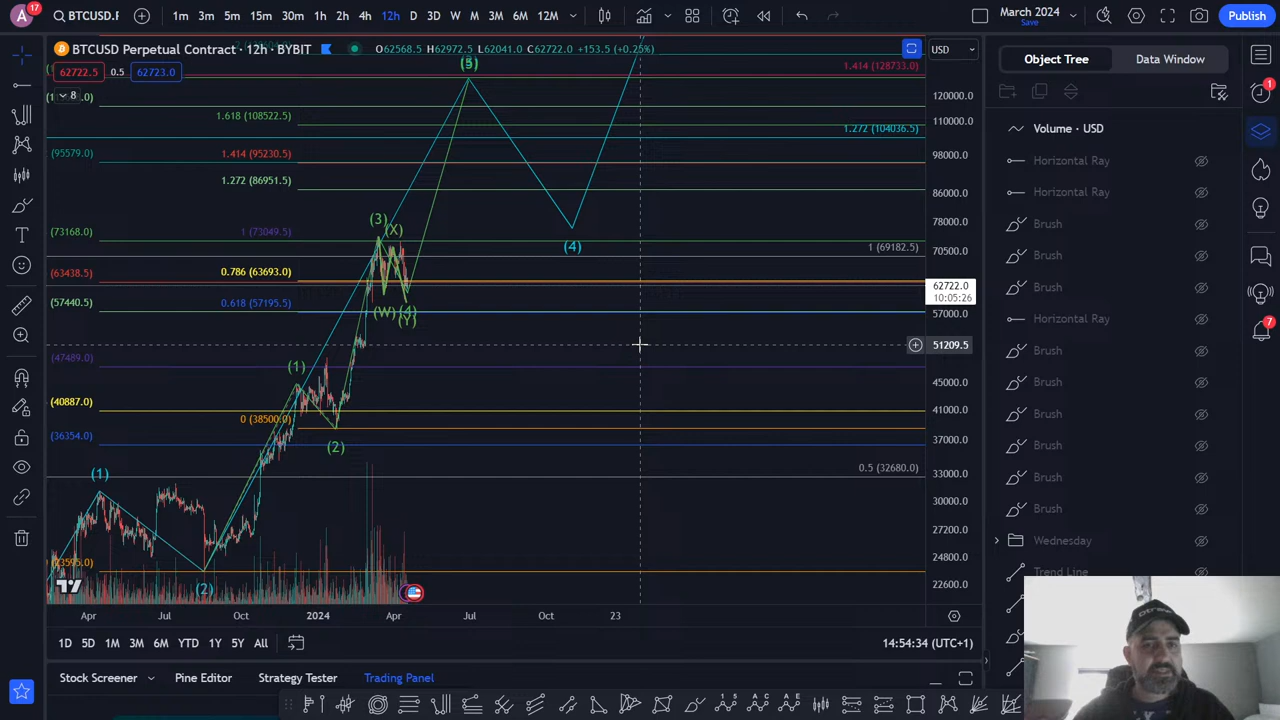 A 17 BTCUSD.F 1m 3m 5m 15m 30m 1h 2h 4h 12h D 3D W M 3M 6M 12M March 2024 Save Publish
BTCUSD Perpetual Contract · 12h · BYBIT O62568.5 H62972.5 L62041.0 C62722.0 +153.5 (+0.25%) USD
62722.5 0.5 62723.0
8
(5)
1.414 (128733.0)
120000.0
1.618 (108522.5)
110000.0
1.272 (104036.5)
(95579.0) 1.414 (95230.5) 98000.0
1.272 (86951.5) 86000.0
(3) (X) 78000.0
(73168.0) 1 (73049.5) (4) 1 (69182.5) 70500.0
(63438.5) 0.786 (63693.0) 62722.0
10:05:26
(57440.5) 0.618 (57195.5) (W) (Y) 57000.0
51209.5
(47489.0) (1) 45000.0
(40887.0) 0 (38500.0) 41000.0
(36354.0) (2) 37000.0
(1) 0.5 (32680.0) 33000.0
30000.0
27200.0
(23595.0) 24800.0
(2) 22600.0
Apr Jul Oct 2024 Apr Jul Oct 23
1D 5D 1M 3M 6M YTD 1Y 5Y All 14:54:34 (UTC+1)
Stock Screener Pine Editor Strategy Tester Trading Panel
Object Tree Data Window
Volume · USD
Horizontal Ray
Horizontal Ray
Brush
Brush
Brush
Horizontal Ray
Brush
Brush
Brush
Brush
Brush
Brush
Wednesday
Trend Line
1
7